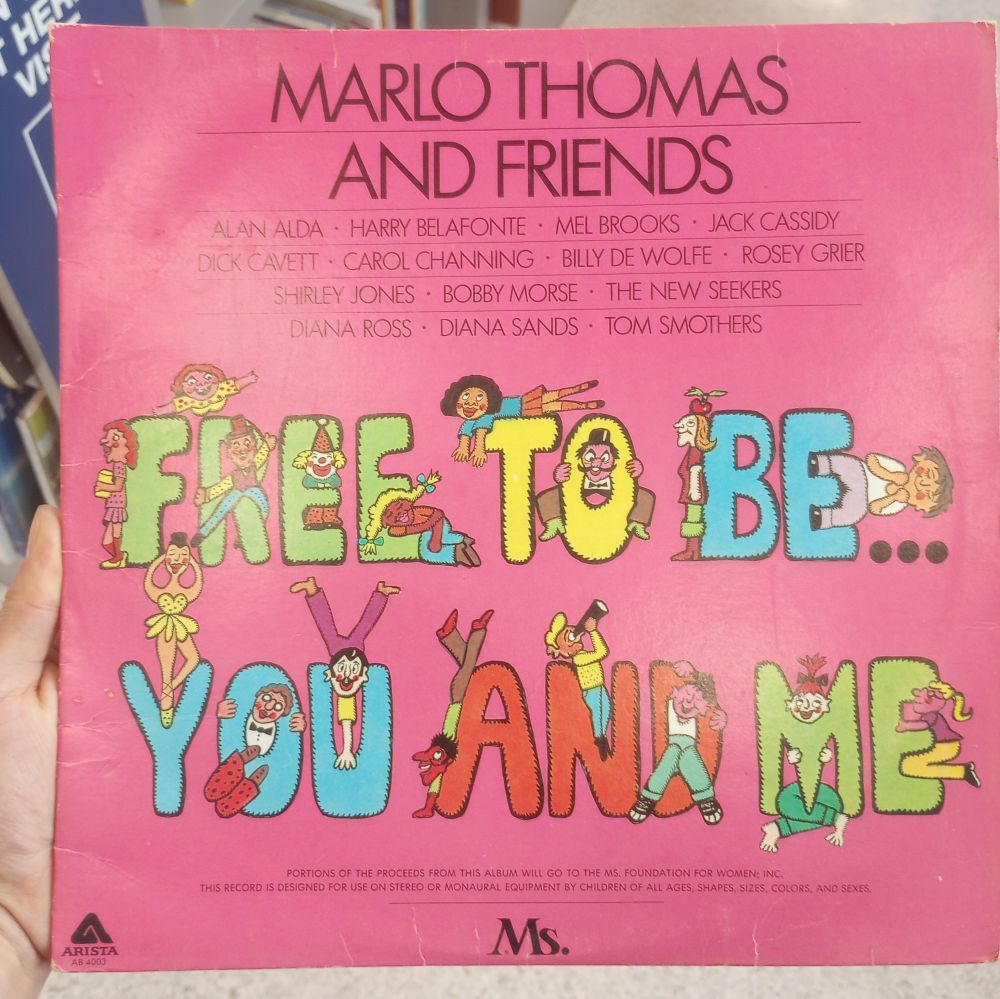 MARLO THOMAS
AND FRIENDS
ALAN ALDA · HARRY BELAFONTE · MEL BROOKS · JACK CASSIDY
DICK CAVETT · CAROL CHANNING · BILLY DE WOLFE · ROSEY GRIER
SHIRLEY JONES · BOBBY MORSE · THE NEW SEEKERS
DIANA ROSS · DIANA SANDS · TOM SMOTHERS
FREE TO BE...
YOU AND ME
PORTIONS OF THE PROCEEDS FROM THIS ALBUM WILL GO TO THE MS. FOUNDATION FOR WOMEN; INC.
THIS RECORD IS DESIGNED FOR USE ON STEREO OR MONAURAL EQUIPMENT BY CHILDREN OF ALL AGES, SHAPES, SIZES, COLORS, AND SEXES.
Ms.
ARISTA
AB 4003